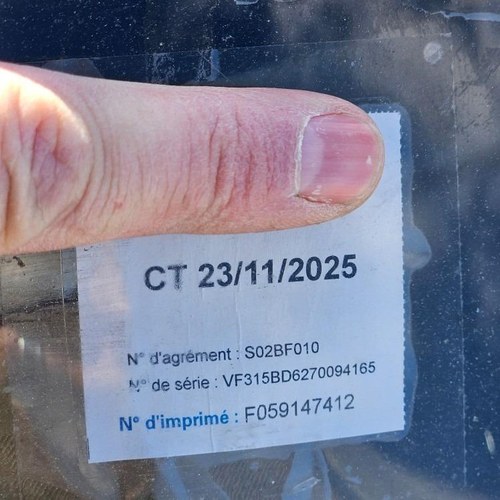 CT 23/11/2025
N° d'agrément : S02BF010
N° de série : VF315BD6270094165
N° d'imprimé : F059147412